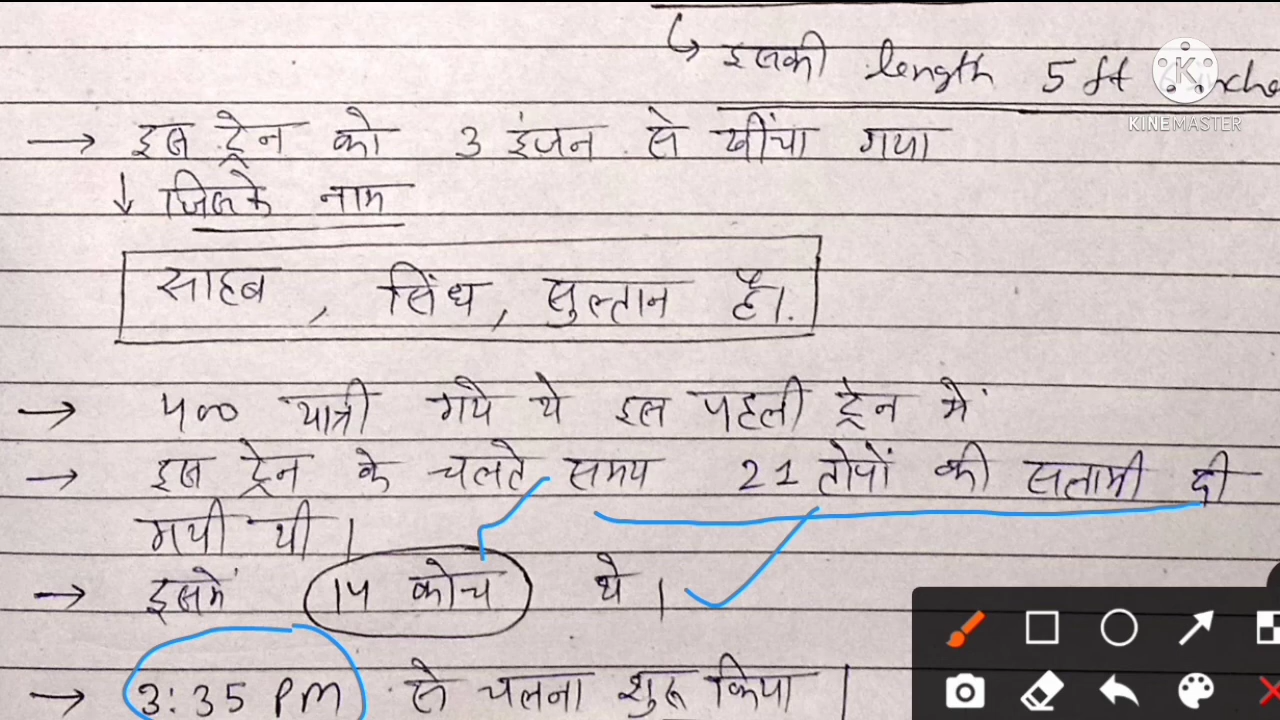 ↳ इसकी length 5 ft
KINEMASTER
→ इस ट्रेन को 3 इंजन से खींचा गया
↓ जिसके नाम
साहब , सिंध, सुल्तान है।
→ 400 यात्री गये थे इस पहली ट्रेन में
→ इस ट्रेन के चलते समय 21 तोपों की सलामी दी
गयी थी |
→ इसमें 14 कोच थे |
→ 3:35 PM से चलना शुरू किया |